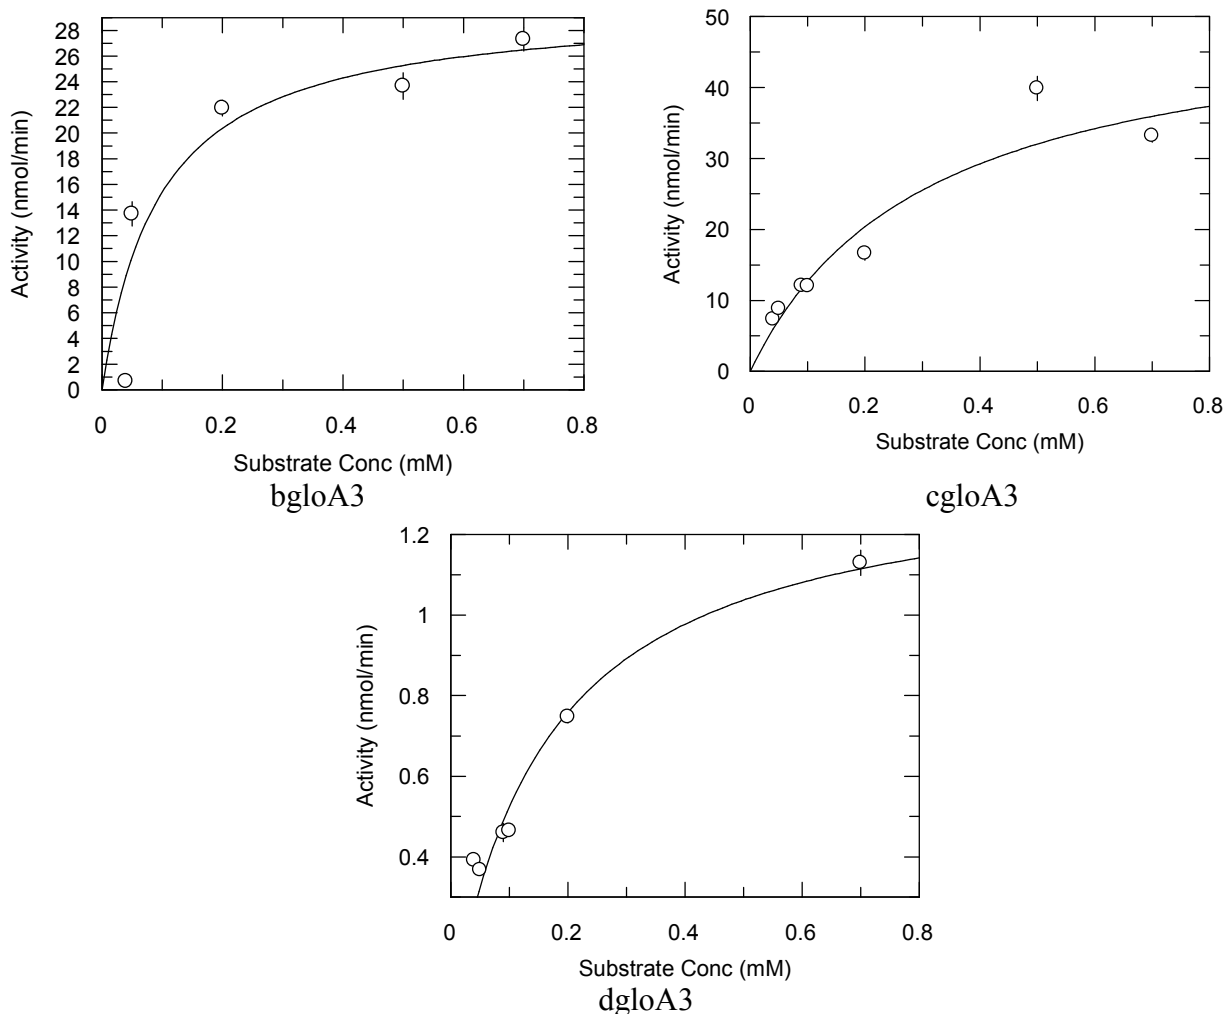 28
26
24
22
20
18
16
14
12
10
8
6
4
2
0
Activity (nmol/min)
0 0.2 0.4 0.6 0.8
Substrate Conc (mM)
bgloA3
50
40
30
20
10
0
Activity (nmol/min)
0 0.2 0.4 0.6 0.8
Substrate Conc (mM)
cgloA3
1.2
1
0.8
0.6
0.4
Activity (nmol/min)
0 0.2 0.4 0.6 0.8
Substrate Conc (mM)
dgloA3